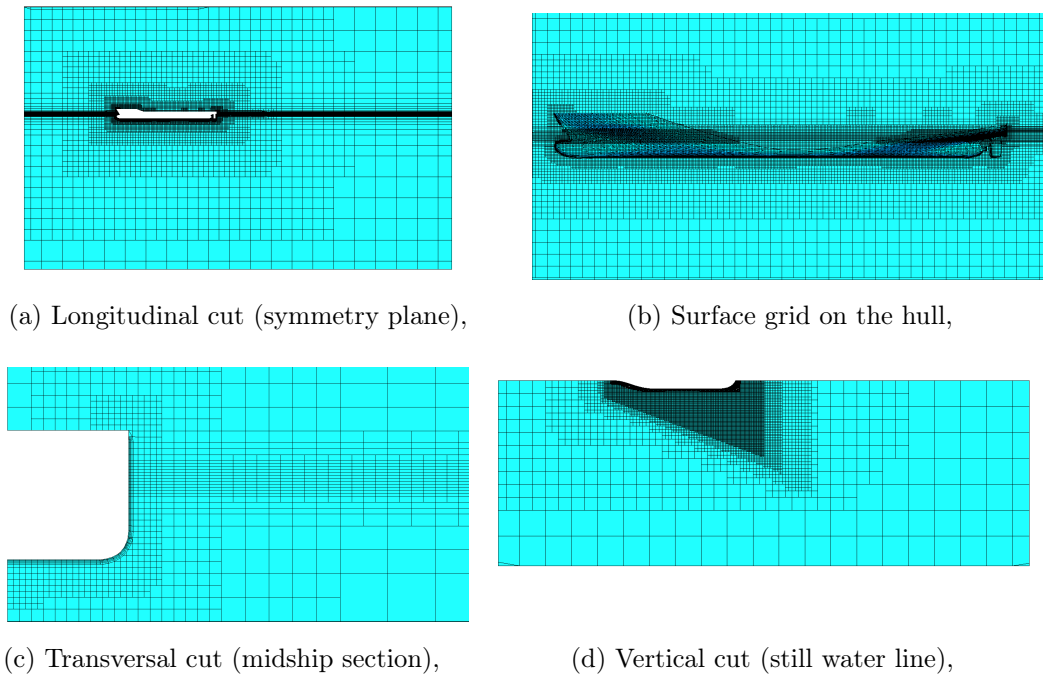 (a) Longitudinal cut (symmetry plane),
(b) Surface grid on the hull,
(c) Transversal cut (midship section),
(d) Vertical cut (still water line),